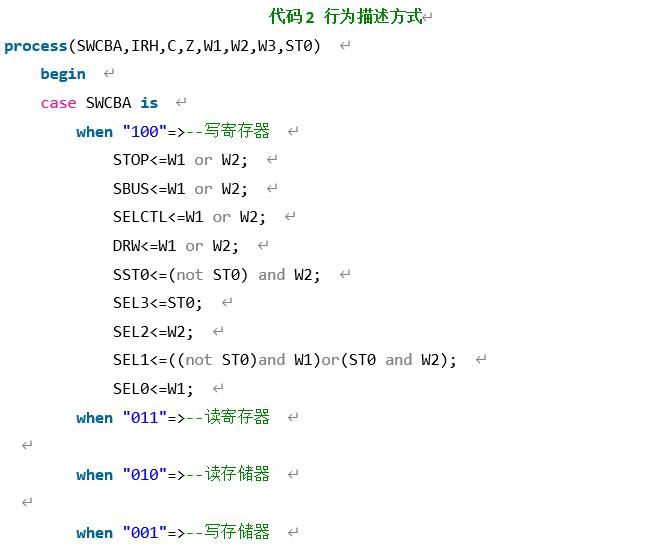 代码 2 行为描述方式↵
process(SWCBA,IRH,C,Z,W1,W2,W3,ST0) ↵
begin ↵
case SWCBA is ↵
when "100"=>--写寄存器 ↵
STOP<=W1 or W2; ↵
SBUS<=W1 or W2; ↵
SELCTL<=W1 or W2; ↵
DRW<=W1 or W2; ↵
SST0<=(not ST0) and W2; ↵
SEL3<=ST0; ↵
SEL2<=W2; ↵
SEL1<=((not ST0)and W1)or(ST0 and W2); ↵
SEL0<=W1; ↵
when "011"=>--读寄存器 ↵
↵
when "010"=>--读存储器 ↵
↵
when "001"=>--写存储器 ↵